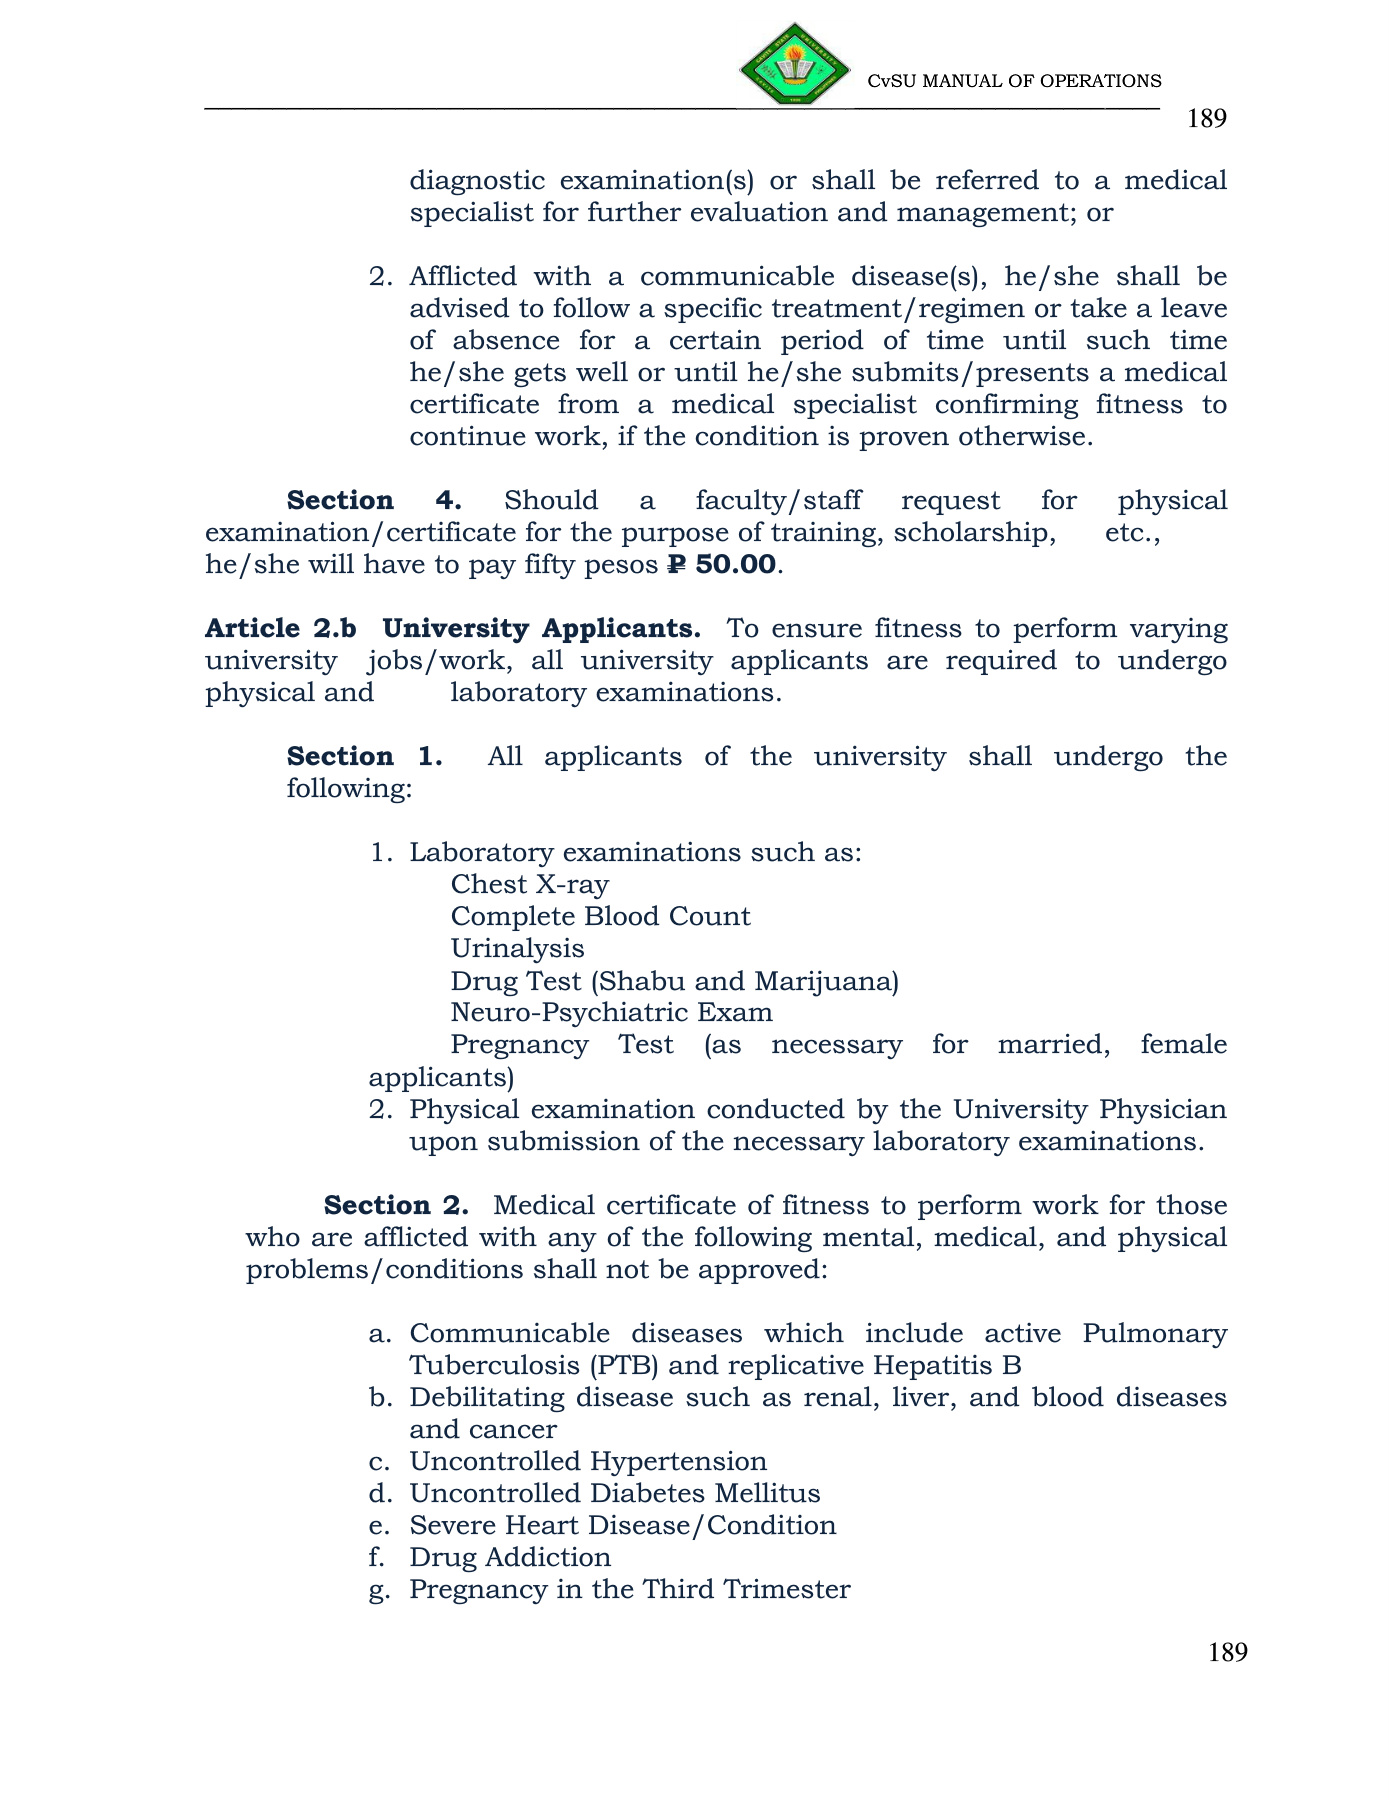 CvSU MANUAL OF OPERATIONS
189
diagnostic examination(s) or shall be referred to a medical
specialist for further evaluation and management; or
2. Afflicted with a communicable disease(s), he/she shall be
advised to follow a specific treatment/regimen or take a leave
of absence for a certain period of time until such time
he/she gets well or until he/she submits/presents a medical
certificate from a medical specialist confirming fitness to
continue work, if the condition is proven otherwise.
Section 4. Should a faculty/staff request for physical
examination/certificate for the purpose of training, scholarship, etc.,
he/she will have to pay fifty pesos ₱ 50.00.
Article 2.b University Applicants. To ensure fitness to perform varying
university jobs/work, all university applicants are required to undergo
physical and laboratory examinations.
Section 1. All applicants of the university shall undergo the
following:
1. Laboratory examinations such as:
Chest X-ray
Complete Blood Count
Urinalysis
Drug Test (Shabu and Marijuana)
Neuro-Psychiatric Exam
Pregnancy Test (as necessary for married, female
applicants)
2. Physical examination conducted by the University Physician
upon submission of the necessary laboratory examinations.
Section 2. Medical certificate of fitness to perform work for those
who are afflicted with any of the following mental, medical, and physical
problems/conditions shall not be approved:
a. Communicable diseases which include active Pulmonary
Tuberculosis (PTB) and replicative Hepatitis B
b. Debilitating disease such as renal, liver, and blood diseases
and cancer
c. Uncontrolled Hypertension
d. Uncontrolled Diabetes Mellitus
e. Severe Heart Disease/Condition
f. Drug Addiction
g. Pregnancy in the Third Trimester
189